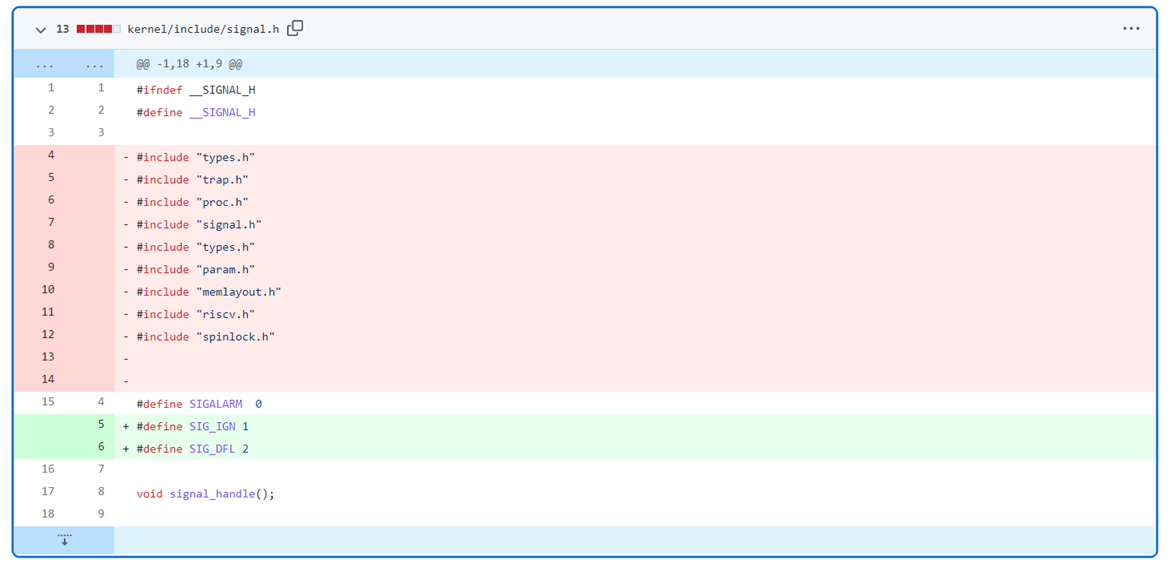 13 kernel/include/signal.h
... ... @@ -1,18 +1,9 @@
1 1 #ifndef __SIGNAL_H
2 2 #define __SIGNAL_H
3 3
4 - #include "types.h"
5 - #include "trap.h"
6 - #include "proc.h"
7 - #include "signal.h"
8 - #include "types.h"
9 - #include "param.h"
10 - #include "memlayout.h"
11 - #include "riscv.h"
12 - #include "spinlock.h"
13 -
14 -
15 4 #define SIGALARM  0
5 + #define SIG_IGN 1
6 + #define SIG_DFL 2
16 7
17 8 void signal_handle();
18 9